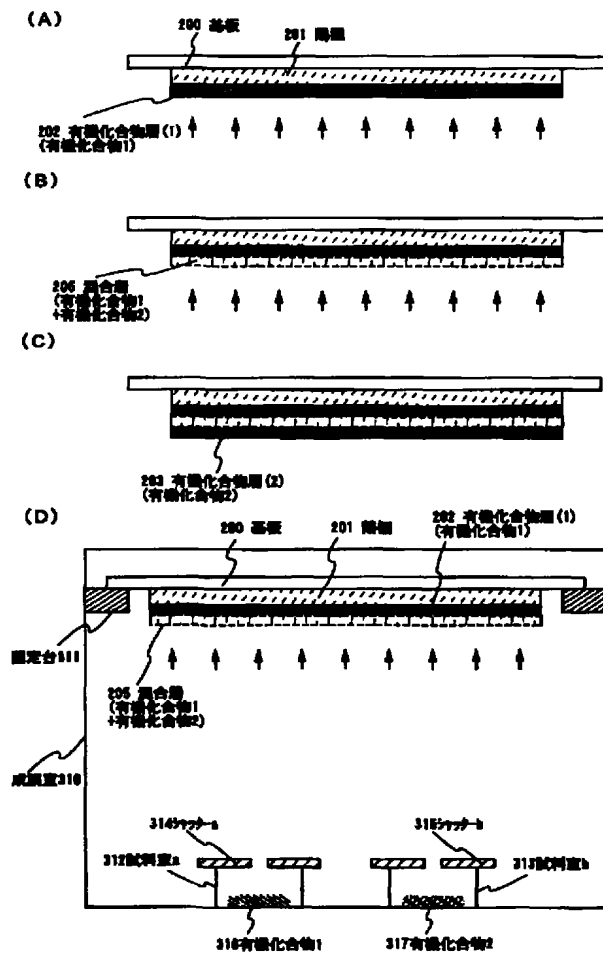 (A)
200 基板
201 陽極
202 有機化合物層(1)
(有機化合物1)
(B)
205 混合層
(有機化合物1
+有機化合物2)
(C)
203 有機化合物層(2)
(有機化合物2)
(D)
200 基板
201 陽極
202 有機化合物層(1)
(有機化合物1)
固定台311
205 混合層
(有機化合物1
+有機化合物2)
成膜室310
314シャッターa
315シャッターb
312試料室a
313試料室b
316有機化合物1
317有機化合物2